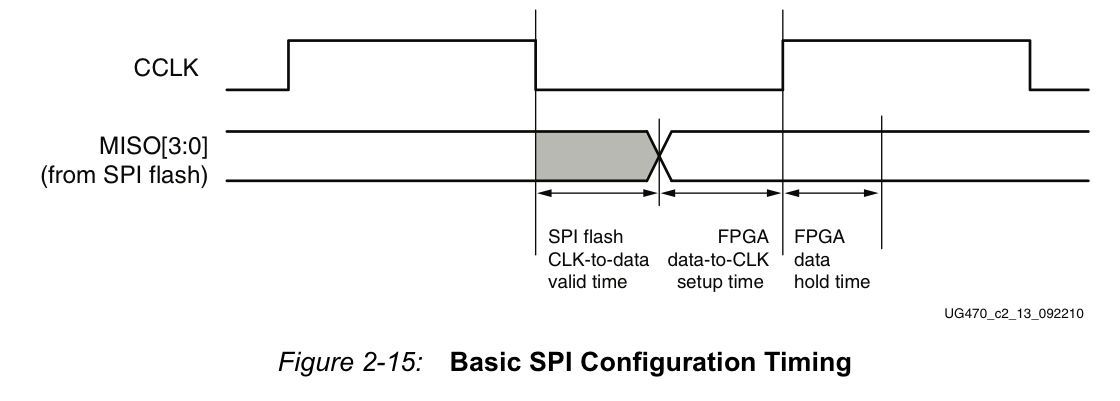 CCLK
MISO[3:0]
(from SPI flash)
SPI flash
CLK-to-data
valid time
FPGA
data-to-CLK
setup time
FPGA
data
hold time
UG470_c2_13_092210
Figure 2-15: Basic SPI Configuration Timing